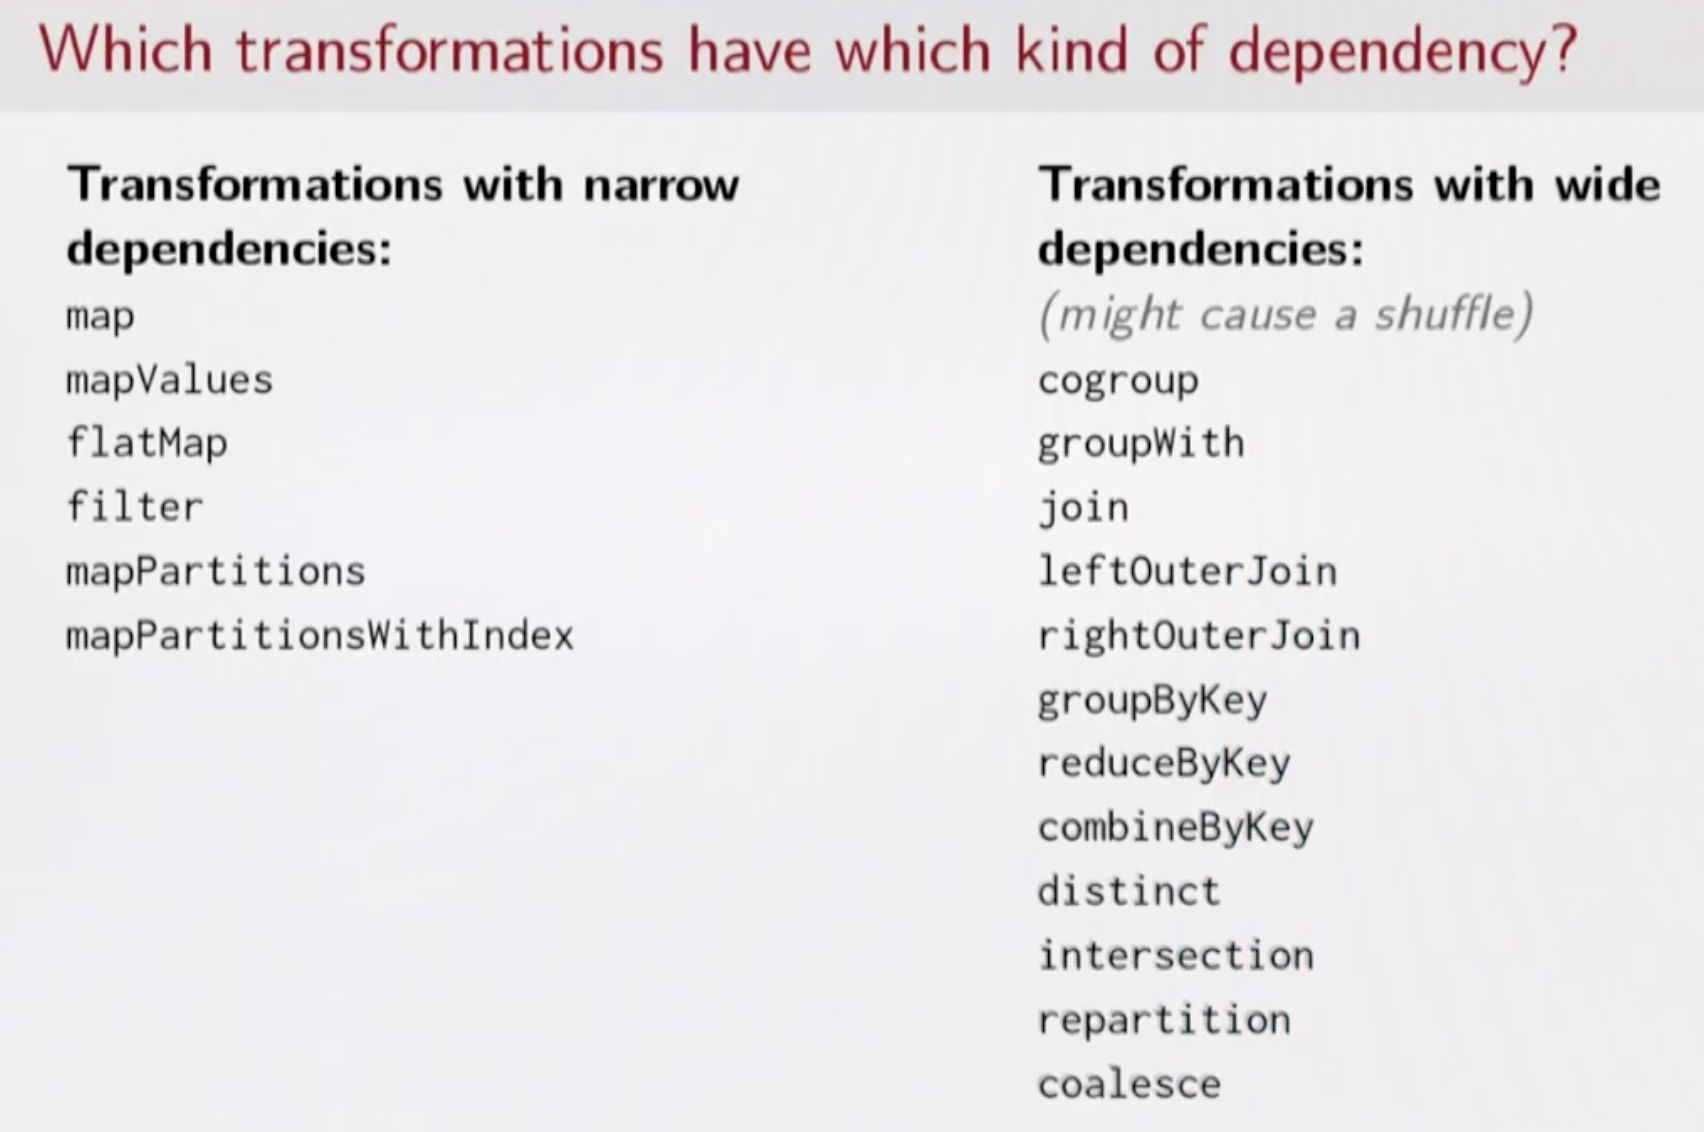 Which transformations have which kind of dependency?
Transformations with narrow
dependencies:
map
mapValues
flatMap
filter
mapPartitions
mapPartitionsWithIndex
Transformations with wide
dependencies:
(might cause a shuffle)
cogroup
groupWith
join
leftOuterJoin
rightOuterJoin
groupByKey
reduceByKey
combineByKey
distinct
intersection
repartition
coalesce